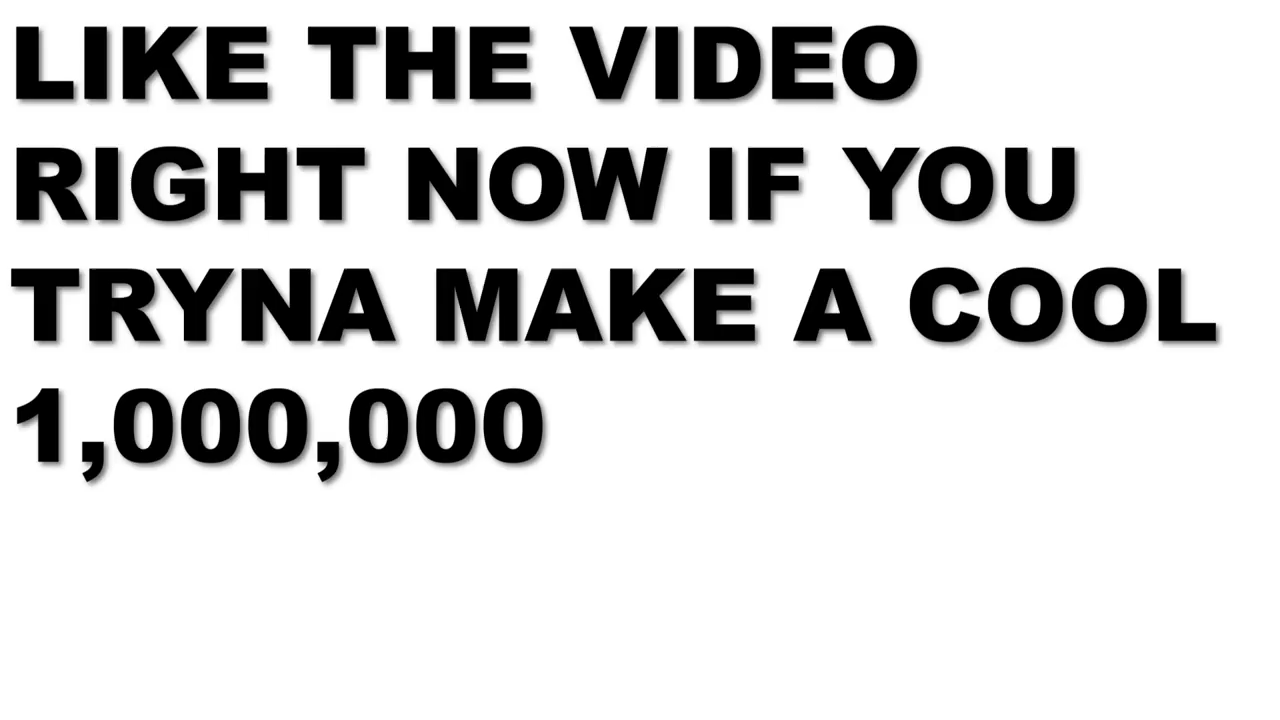 LIKE THE VIDEO
RIGHT NOW IF YOU
TRYNA MAKE A COOL
1,000,000